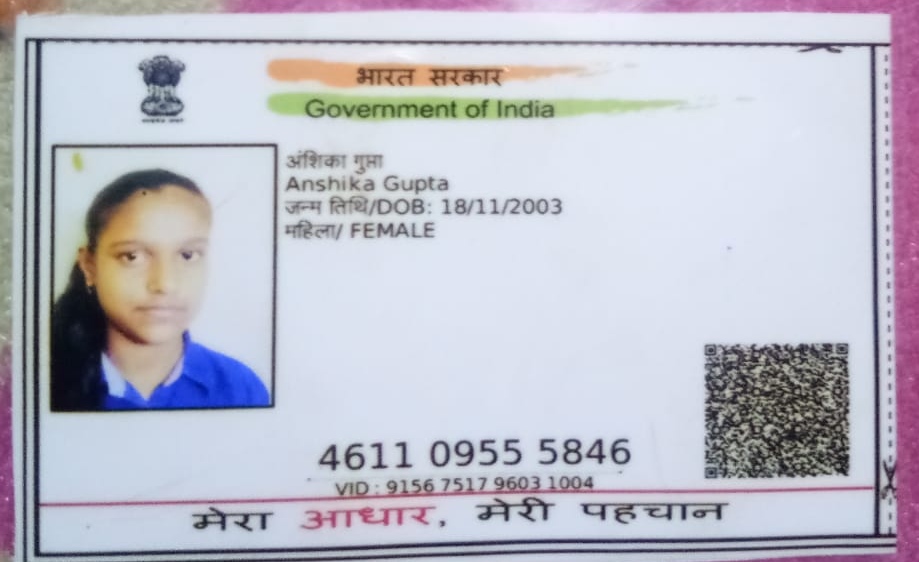 भारत सरकार
Government of India
अंशिका गुप्ता
Anshika Gupta
जन्म तिथि/DOB: 18/11/2003
महिला/ FEMALE
4611 0955 5846
VID : 9156 7517 9603 1004
मेरा आधार, मेरी पहचान